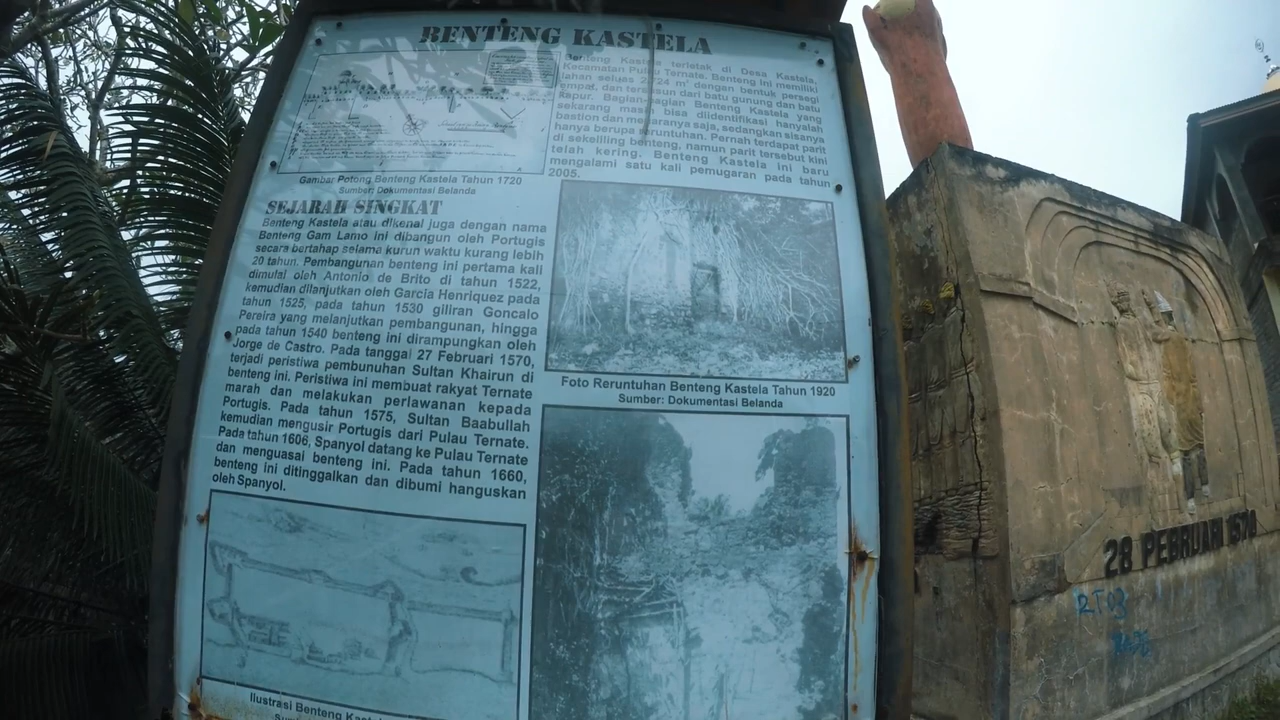 BENTENG KASTELA
Benteng Kastela terletak di Desa Kastela,
Kecamatan Pulau Ternate. Benteng ini memiliki
lahan seluas 2724 m² dengan bentuk persegi
empat, dan tersusun dari batu gunung dan batu
kapur. Bagian-bagian Benteng Kastela yang
sekarang masih bisa diidentifikasi hanyalah
bastion dan menaranya saja, sedangkan sisanya
hanya berupa reruntuhan. Pernah terdapat parit
di sekeliling benteng, namun parit tersebut kini
telah kering. Benteng Kastela ini baru
mengalami satu kali pemugaran pada tahun
2005.
Gambar Potong Benteng Kastela Tahun 1720
Sumber: Dokumentasi Belanda
SEJARAH SINGKAT
Benteng Kastela atau dikenal juga dengan nama
Benteng Gam Lamo ini dibangun oleh Portugis
secara bertahap selama kurun waktu kurang lebih
20 tahun. Pembangunan benteng ini pertama kali
dimulai oleh Antonio de Brito di tahun 1522,
kemudian dilanjutkan oleh Garcia Henriquez pada
tahun 1525, pada tahun 1530 giliran Goncalo
Pereira yang melanjutkan pembangunan, hingga
pada tahun 1540 benteng ini dirampungkan oleh
Jorge de Castro. Pada tanggal 27 Februari 1570,
terjadi peristiwa pembunuhan Sultan Khairun di
benteng ini. Peristiwa ini membuat rakyat Ternate
marah dan melakukan perlawanan kepada
Portugis. Pada tahun 1575, Sultan Baabullah
kemudian mengusir Portugis dari Pulau Ternate.
Pada tahun 1606, Spanyol datang ke Pulau Ternate
dan menguasai benteng ini. Pada tahun 1660,
benteng ini ditinggalkan dan dibumi hanguskan
oleh Spanyol.
Foto Reruntuhan Benteng Kastela Tahun 1920
Sumber: Dokumentasi Belanda
Ilustrasi Benteng Kastela
28 PEBRUARI 1570
RT03